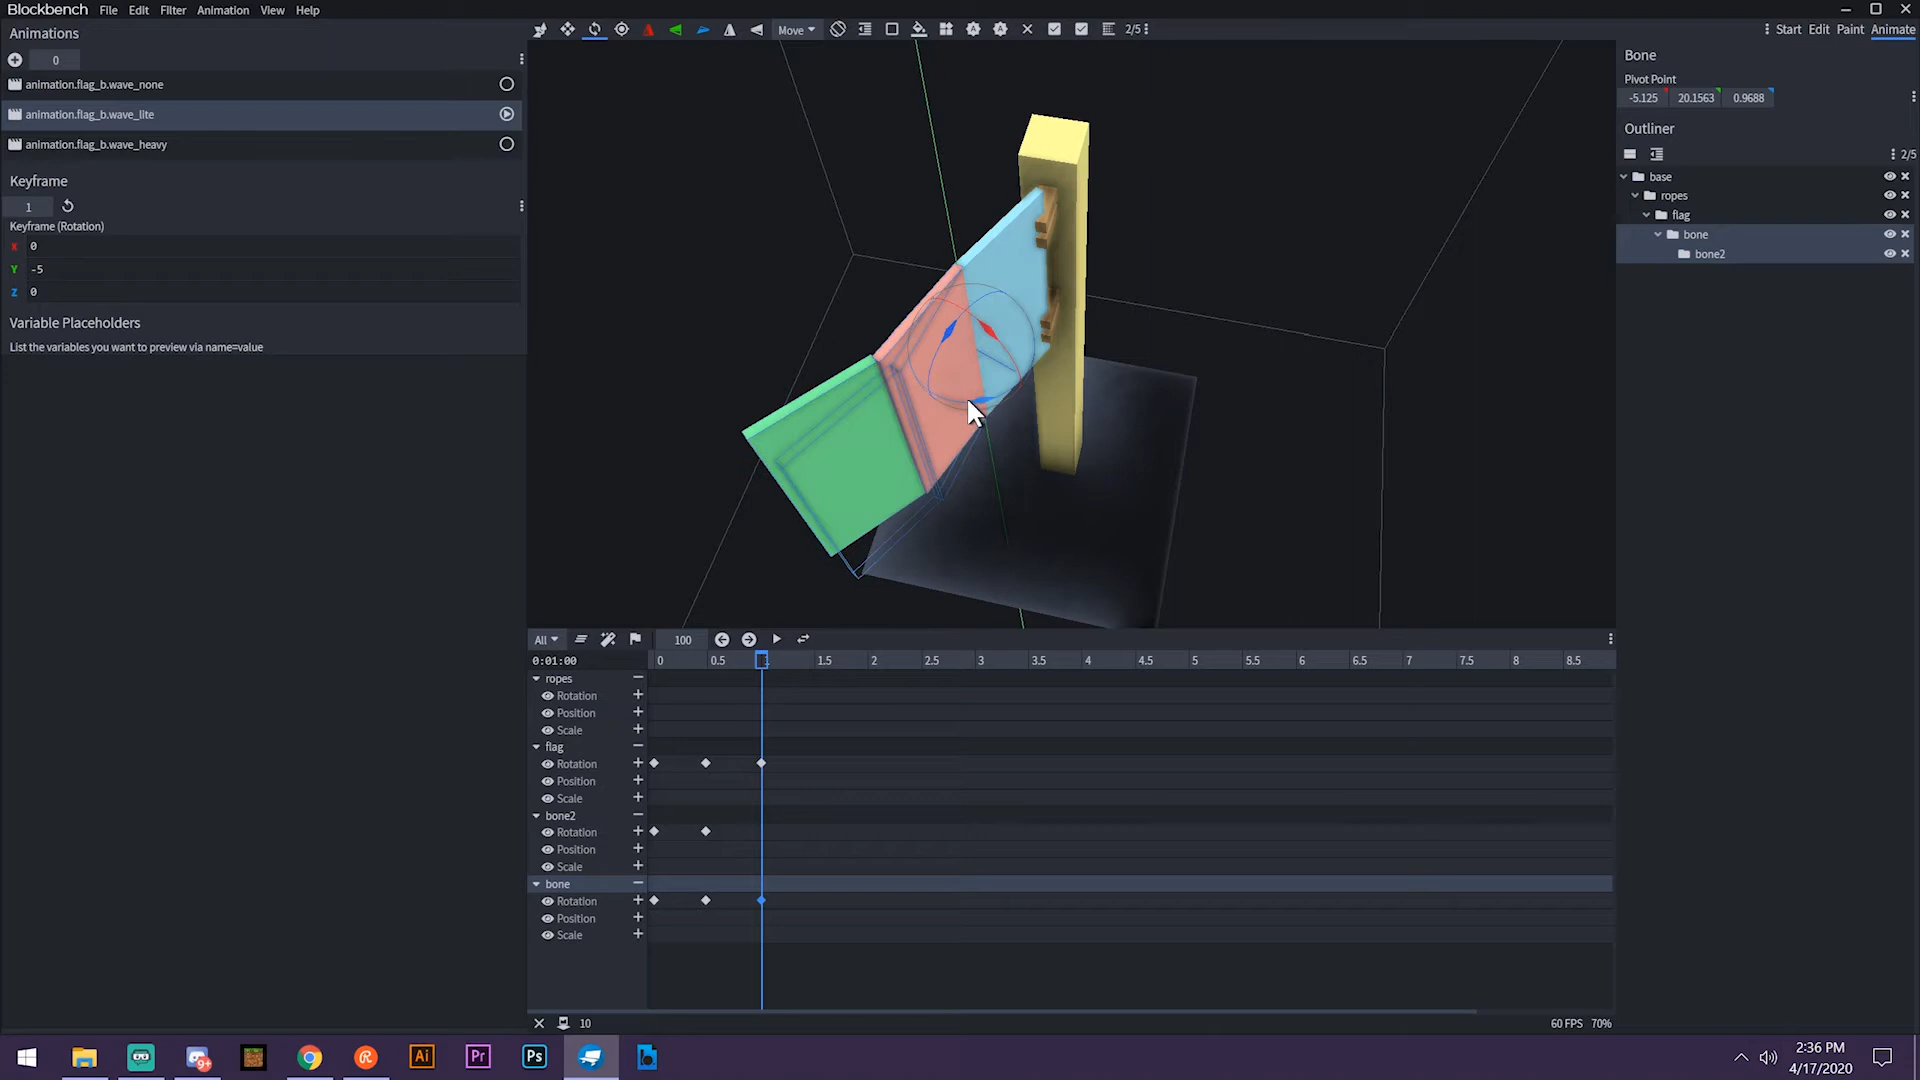 Blockbench File Edit Filter Animation View Help
Animations
0
animation.flag_b.wave_none
animation.flag_b.wave_lite
animation.flag_b.wave_heavy
Keyframe
1
Keyframe (Rotation)
X 0
Y -5
Z 0
Variable Placeholders
List the variables you want to preview via name=value
Move 2/5
Start Edit Paint Animate
Bone
Pivot Point
-5.125 20.1563 0.9688
Outliner
2/5
base
ropes
flag
bone
bone2
All 100
0:01:00 0 0.5 1 1.5 2 2.5 3 3.5 4 4.5 5 5.5 6 6.5 7 7.5 8 8.5
ropes
Rotation
Position
Scale
flag
Rotation
Position
Scale
bone2
Rotation
Position
Scale
bone
Rotation
Position
Scale
10 60 FPS 70%
9+ Ai Pr Ps
2:36 PM
4/17/2020